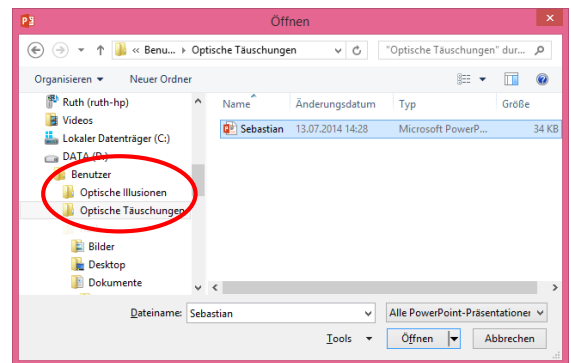 Öffnen
« Benu... ▸ Optische Täuschungen
"Optische Täuschungen" dur...
Organisieren Neuer Ordner
Ruth (ruth-hp)
Videos
Lokaler Datenträger (C:)
DATA (D:)
Benutzer
Optische Illusionen
Optische Täuschungen
Bilder
Desktop
Dokumente
Name Änderungsdatum Typ Größe
Sebastian 13.07.2014 14:28 Microsoft PowerP... 34 KB
Dateiname: Sebastian Alle PowerPoint-Präsentationen
Tools Öffnen Abbrechen